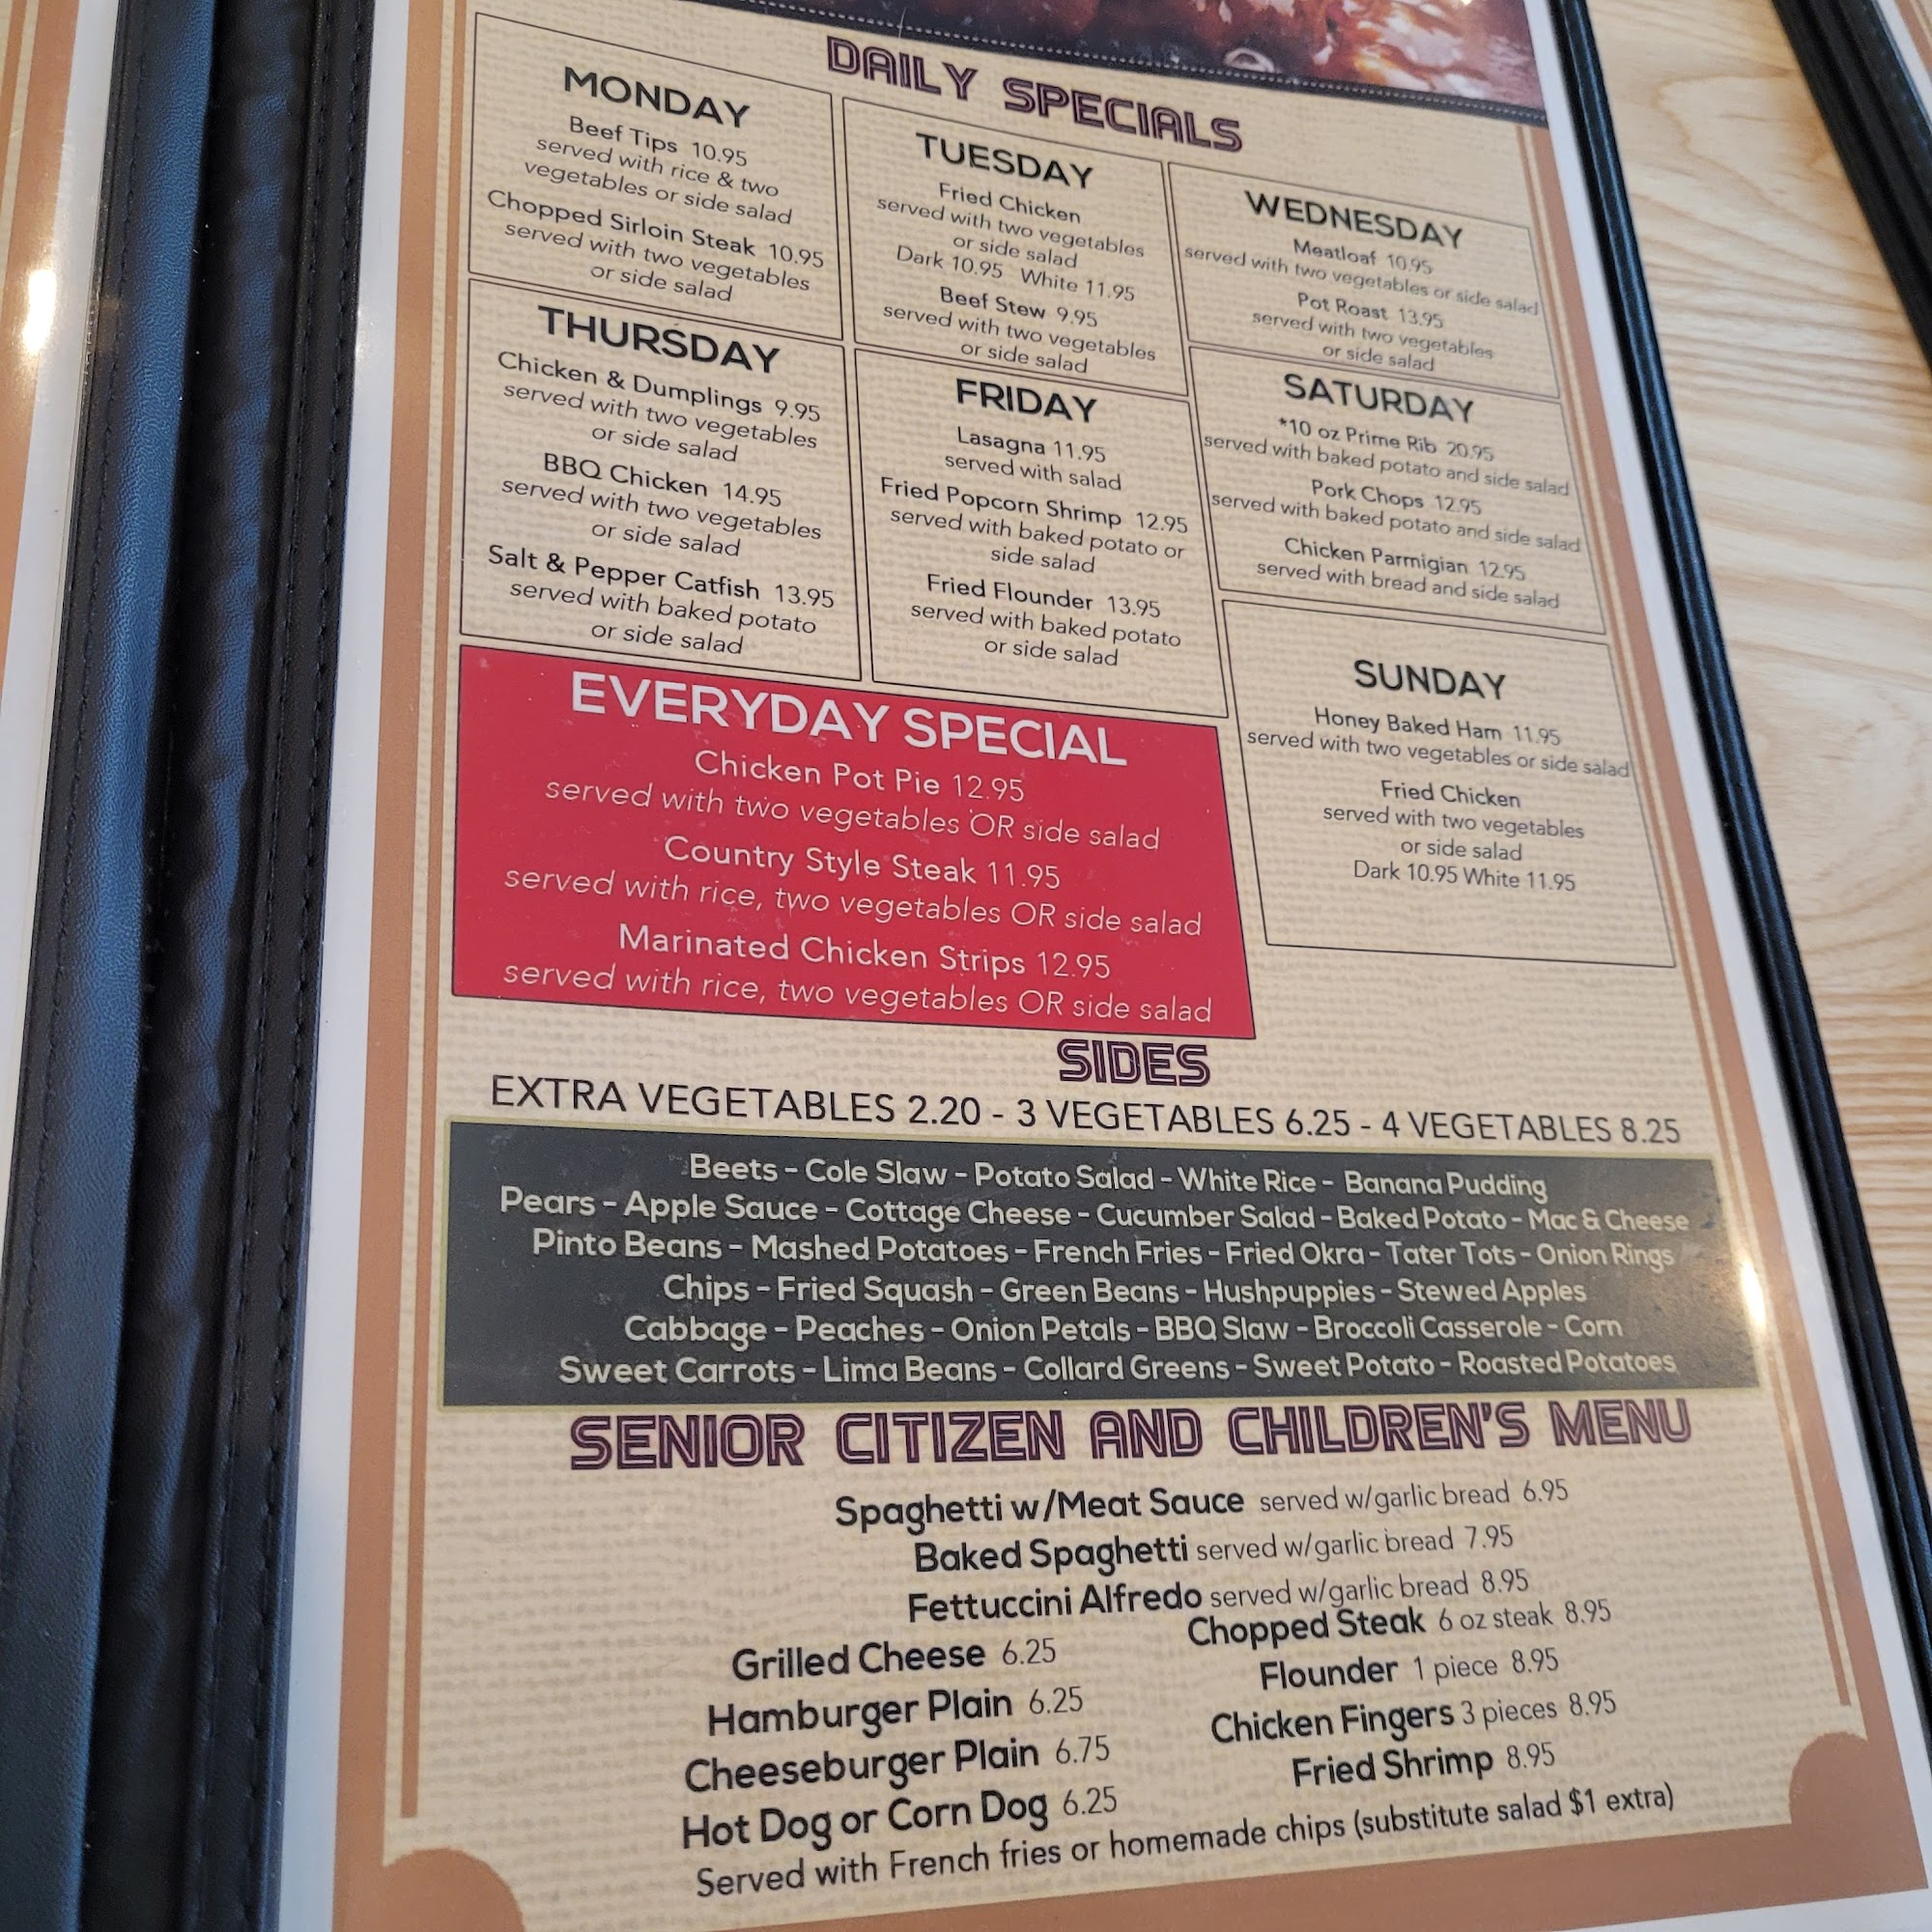 DAILY SPECIALS
MONDAY
Beef Tips 10.95
served with rice & two
vegetables or side salad
Chopped Sirloin Steak 10.95
served with two vegetables
or side salad
TUESDAY
Fried Chicken
served with two vegetables
or side salad
Dark 10.95 White 11.95
Beef Stew 9.95
served with two vegetables
or side salad
WEDNESDAY
Meatloaf 10.95
served with two vegetables or side salad
Pot Roast 13.95
served with two vegetables
or side salad
THURSDAY
Chicken & Dumplings 9.95
served with two vegetables
or side salad
BBQ Chicken 14.95
served with two vegetables
or side salad
Salt & Pepper Catfish 13.95
served with baked potato
or side salad
FRIDAY
Lasagna 11.95
served with salad
Fried Popcorn Shrimp 12.95
served with baked potato or
side salad
Fried Flounder 13.95
served with baked potato
or side salad
SATURDAY
*10 oz Prime Rib 20.95
served with baked potato and side salad
Pork Chops 12.95
served with baked potato and side salad
Chicken Parmigian 12.95
served with bread and side salad
EVERYDAY SPECIAL
Chicken Pot Pie 12.95
served with two vegetables OR side salad
Country Style Steak 11.95
served with rice, two vegetables OR side salad
Marinated Chicken Strips 12.95
served with rice, two vegetables OR side salad
SUNDAY
Honey Baked Ham 11.95
served with two vegetables or side salad
Fried Chicken
served with two vegetables
or side salad
Dark 10.95 White 11.95
SIDES
EXTRA VEGETABLES 2.20 - 3 VEGETABLES 6.25 - 4 VEGETABLES 8.25
Beets - Cole Slaw - Potato Salad - White Rice - Banana Pudding
Pears - Apple Sauce - Cottage Cheese - Cucumber Salad - Baked Potato - Mac & Cheese
Pinto Beans - Mashed Potatoes - French Fries - Fried Okra - Tater Tots - Onion Rings
Chips - Fried Squash - Green Beans - Hushpuppies - Stewed Apples
Cabbage - Peaches - Onion Petals - BBQ Slaw - Broccoli Casserole - Corn
Sweet Carrots - Lima Beans - Collard Greens - Sweet Potato - Roasted Potatoes
SENIOR CITIZEN AND CHILDREN'S MENU
Spaghetti w/Meat Sauce served w/garlic bread 6.95
Baked Spaghetti served w/garlic bread 7.95
Fettuccini Alfredo served w/garlic bread 8.95
Grilled Cheese 6.25
Hamburger Plain 6.25
Cheeseburger Plain 6.75
Hot Dog or Corn Dog 6.25
Chopped Steak 6 oz steak 8.95
Flounder 1 piece 8.95
Chicken Fingers 3 pieces 8.95
Fried Shrimp 8.95
Served with French fries or homemade chips (substitute salad $1 extra)